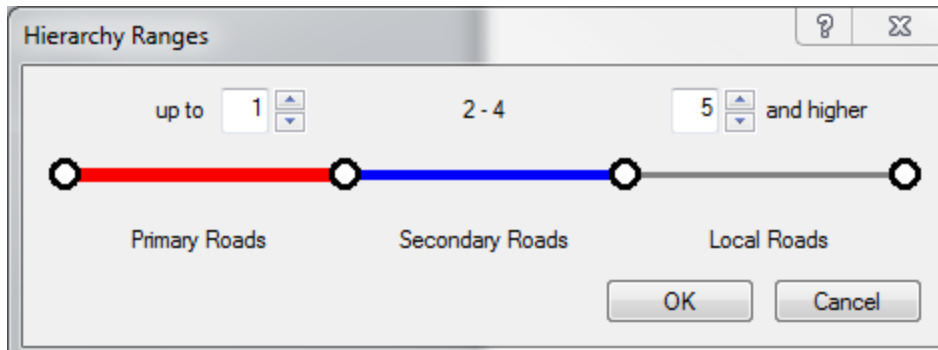 Hierarchy Ranges
up to 1 2 - 4 5 and higher
Primary Roads Secondary Roads Local Roads
OK Cancel